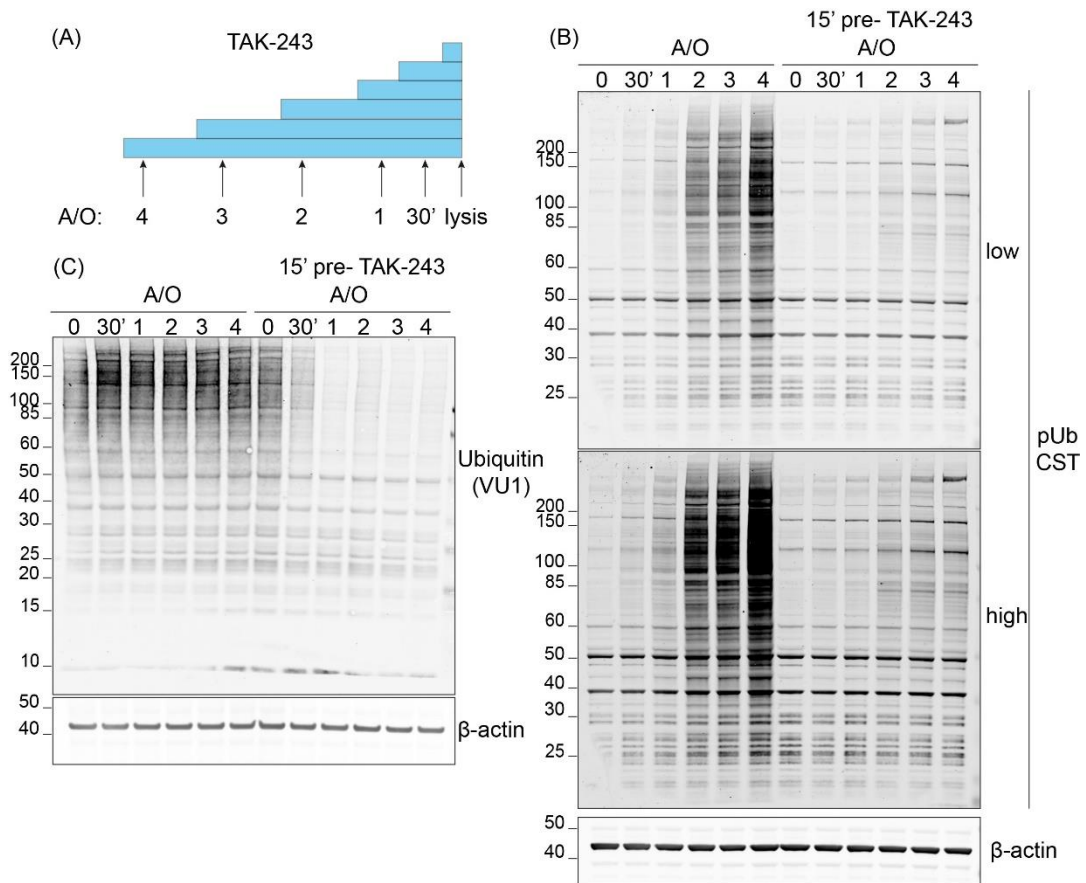 (A)
TAK-243
A/O: 4 3 2 1 30’ lysis
(B)
15’ pre- TAK-243
A/O A/O
0 30’ 1 2 3 4 0 30’ 1 2 3 4
200
150
100
85
60
50
40
30
25
low
200
150
100
85
60
50
40
30
25
high
pUb
CST
50
40
β-actin
(C)
15’ pre- TAK-243
A/O A/O
0 30’ 1 2 3 4 0 30’ 1 2 3 4
200
150
100
85
60
50
40
30
25
20
15
10
Ubiquitin
(VU1)
50
40
β-actin